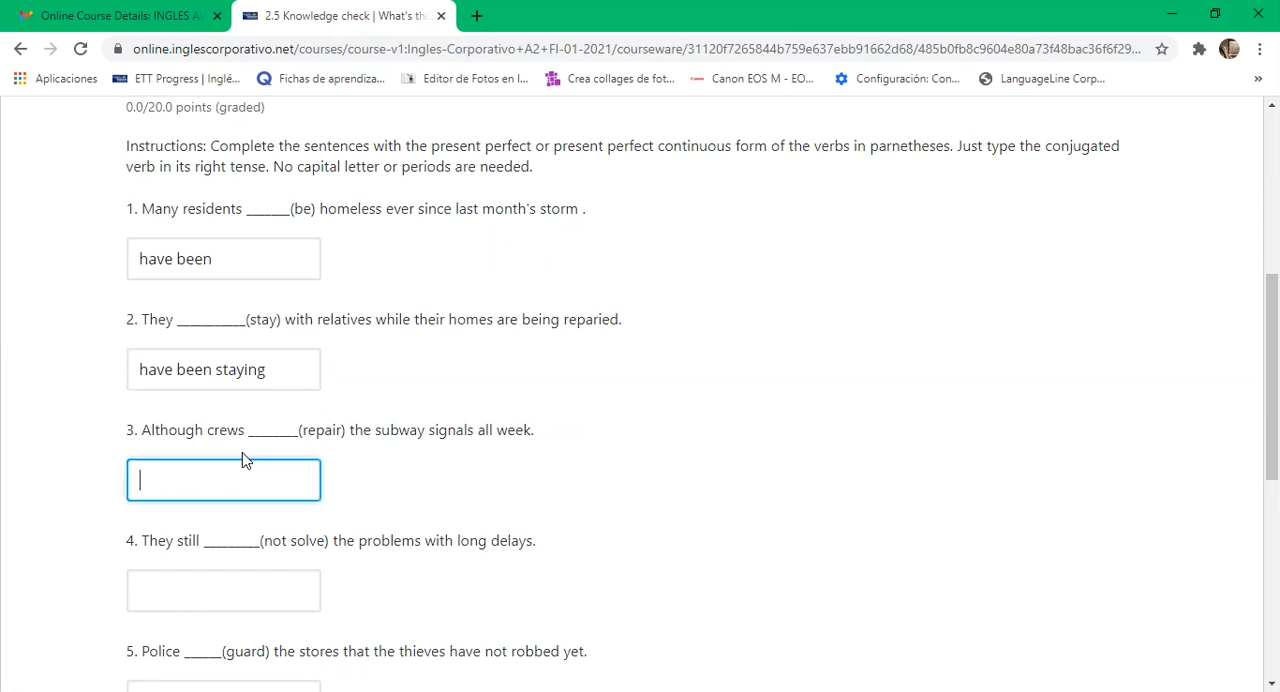 Online Course Details: INGLES A
2.5 Knowledge check | What's the
online.inglescorporativo.net/courses/course-v1:Ingles-Corporativo+A2+FI-01-2021/courseware/31120f7265844b759e637ebb91662d68/485b0fb8c9604e80a73f48bac36f6f29...
Aplicaciones
ETT Progress | Inglé...
Fichas de aprendiza...
Editor de Fotos en l...
Crea collages de fot...
Canon EOS M - EO...
Configuración: Con...
LanguageLine Corp...
»
0.0/20.0 points (graded)
Instructions: Complete the sentences with the present perfect or present perfect continuous form of the verbs in parnetheses. Just type the conjugated
verb in its right tense. No capital letter or periods are needed.
1. Many residents ______(be) homeless ever since last month's storm .
have been
2. They __________(stay) with relatives while their homes are being reparied.
have been staying
3. Although crews _______(repair) the subway signals all week.
4. They still ________(not solve) the problems with long delays.
5. Police _____(guard) the stores that the thieves have not robbed yet.